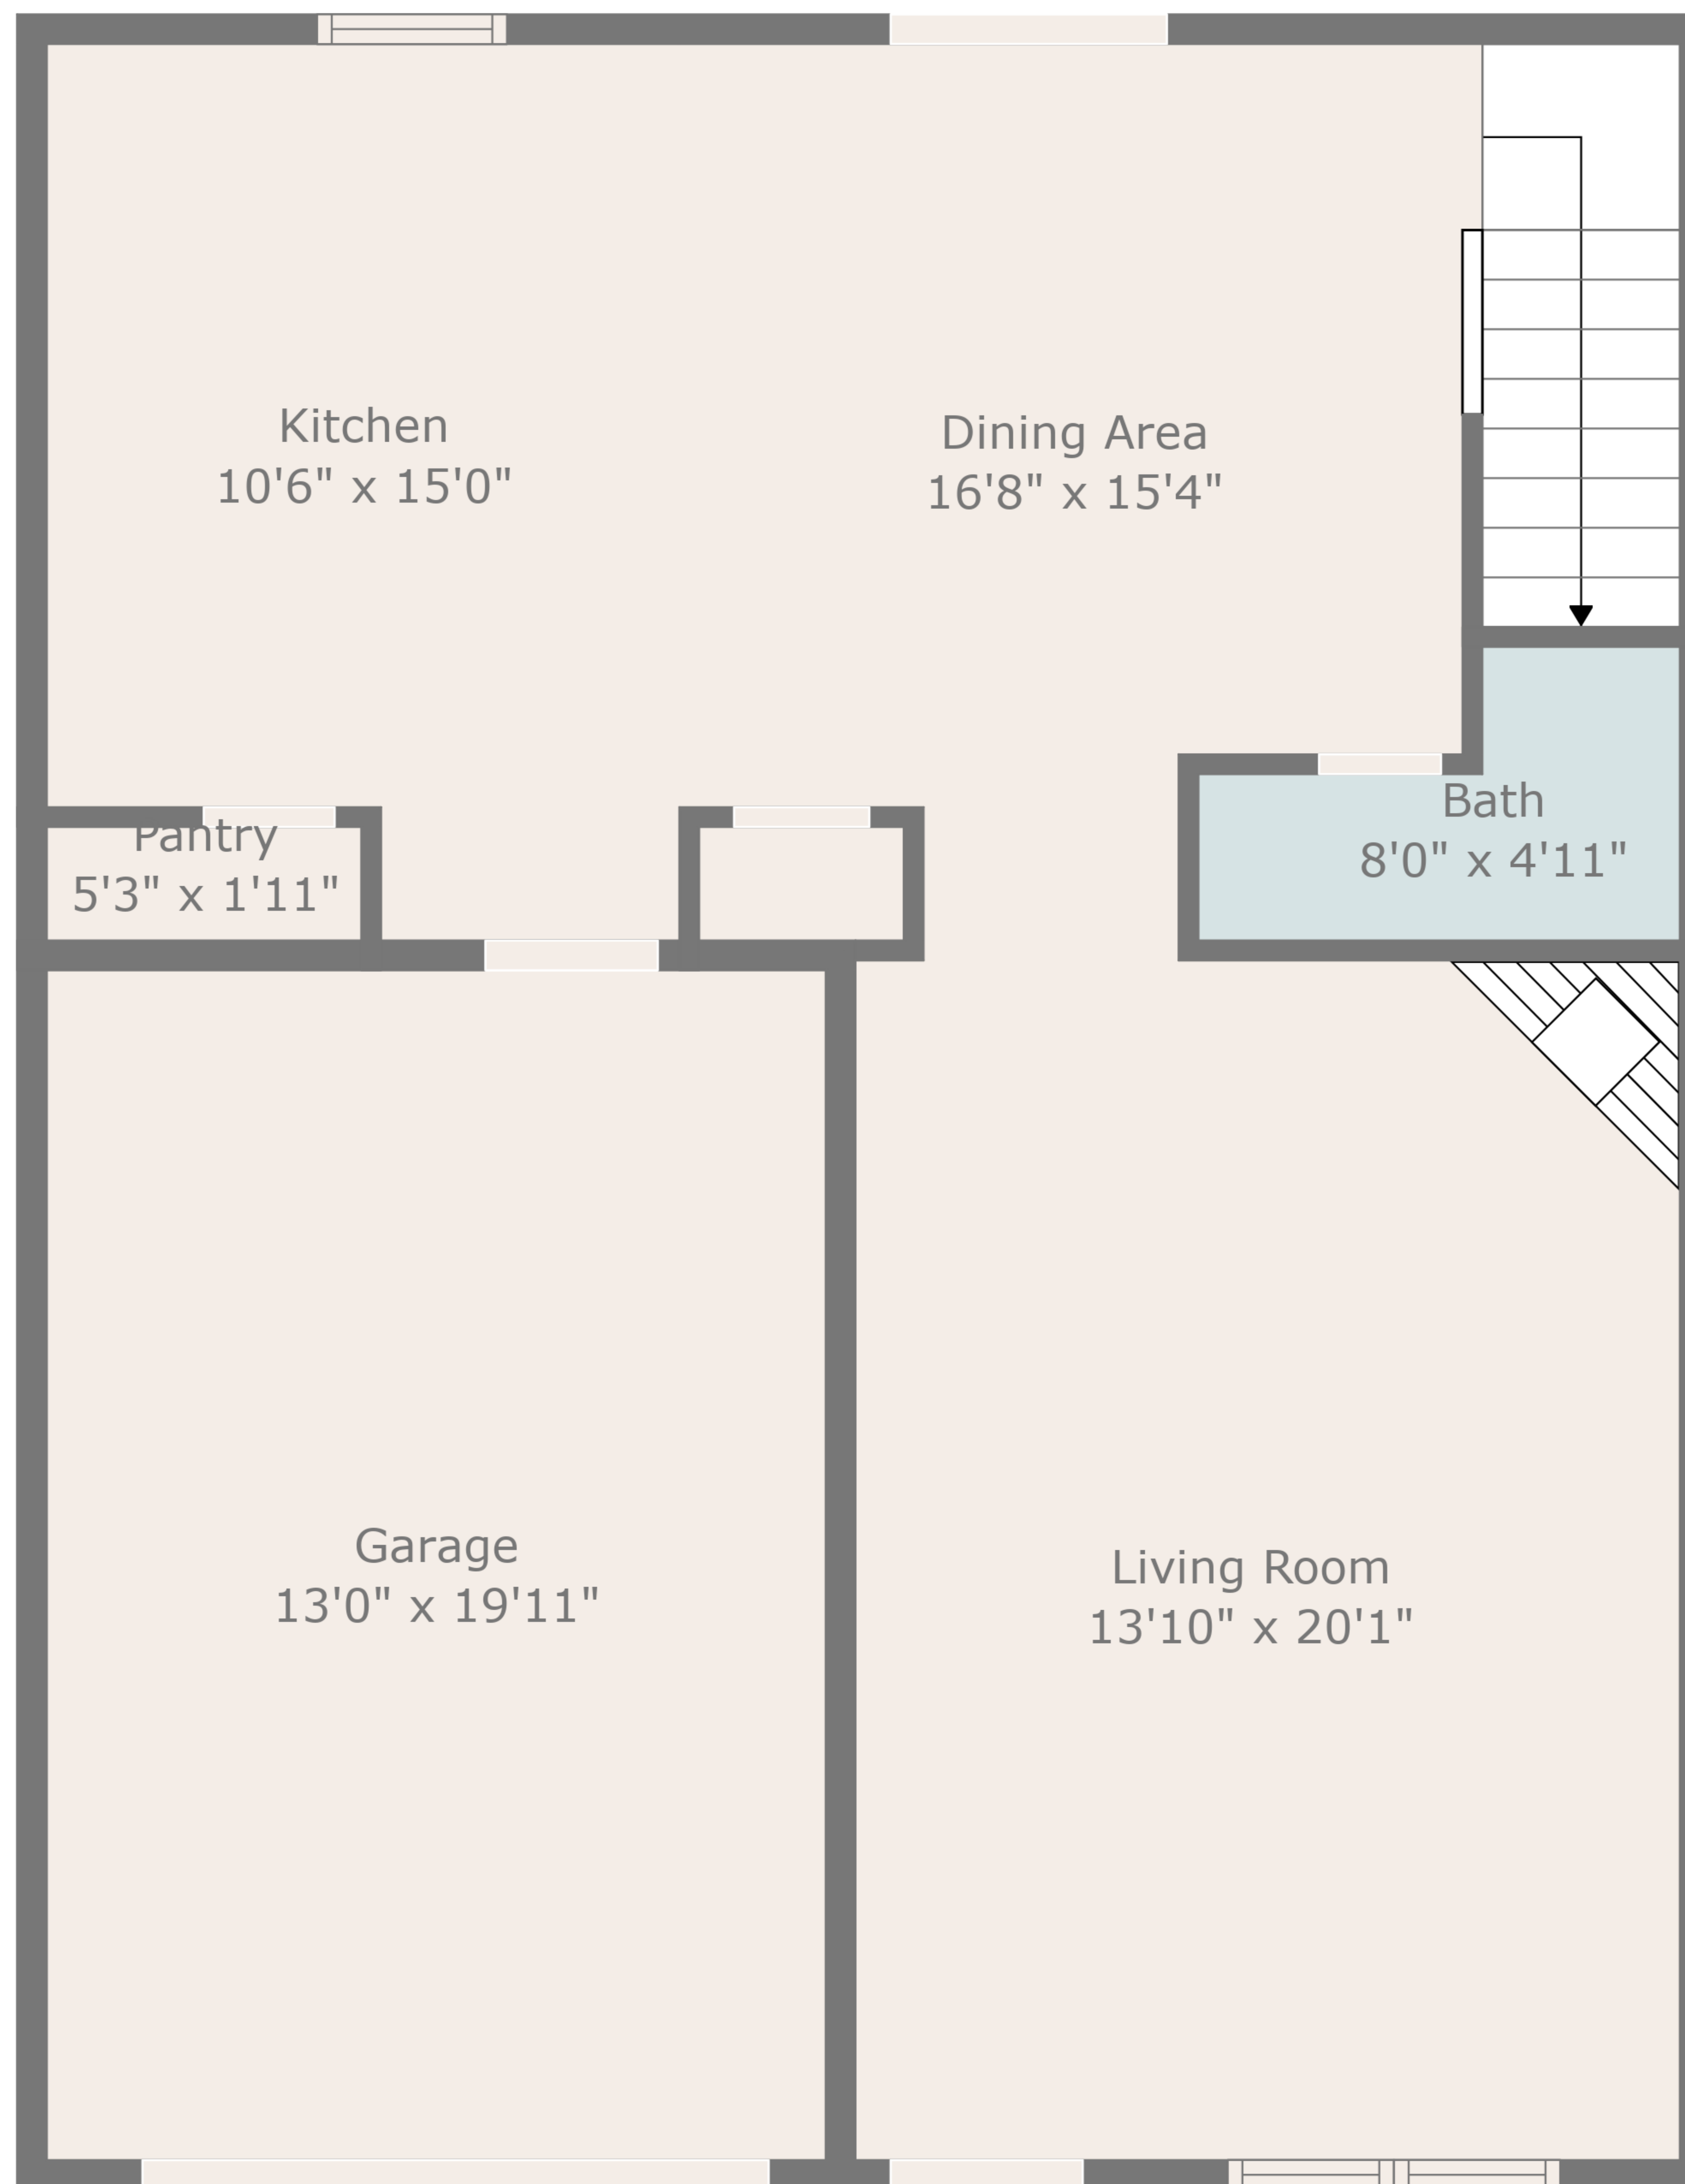 Kitchen
10'6" x 15'0"
Dining Area
16'8" x 15'4"
Pantry
5'3" x 1'11"
Bath
8'0" x 4'11"
Garage
13'0" x 19'11"
Living Room
13'10" x 20'1"